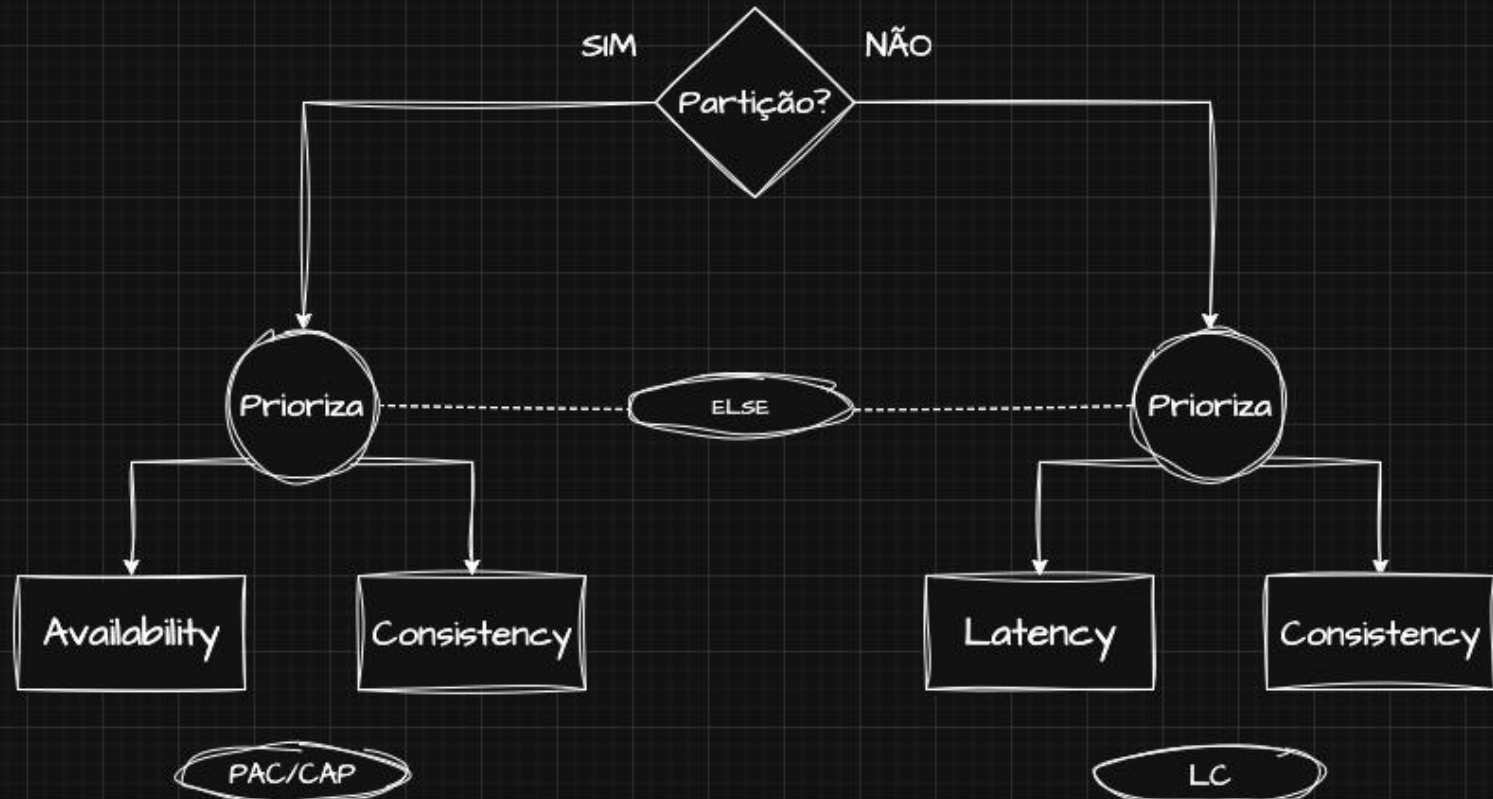 SIM
NÃO
Partição?
Prioriza
ELSE
Prioriza
Availability
Consistency
Latency
Consistency
PAC/CAP
LC